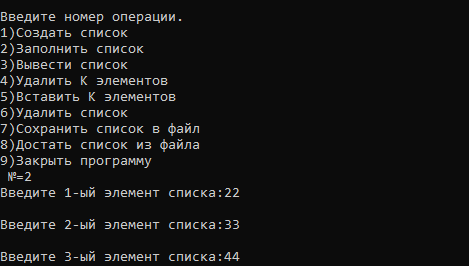 Введите номер операции.
1)Создать список
2)Заполнить список
3)Вывести список
4)Удалить К элементов
5)Вставить К элементов
6)Удалить список
7)Сохранить список в файл
8)Достать список из файла
9)Закрыть программу
№=2
Введите 1-ый элемент списка:22
Введите 2-ый элемент списка:33
Введите 3-ый элемент списка:44